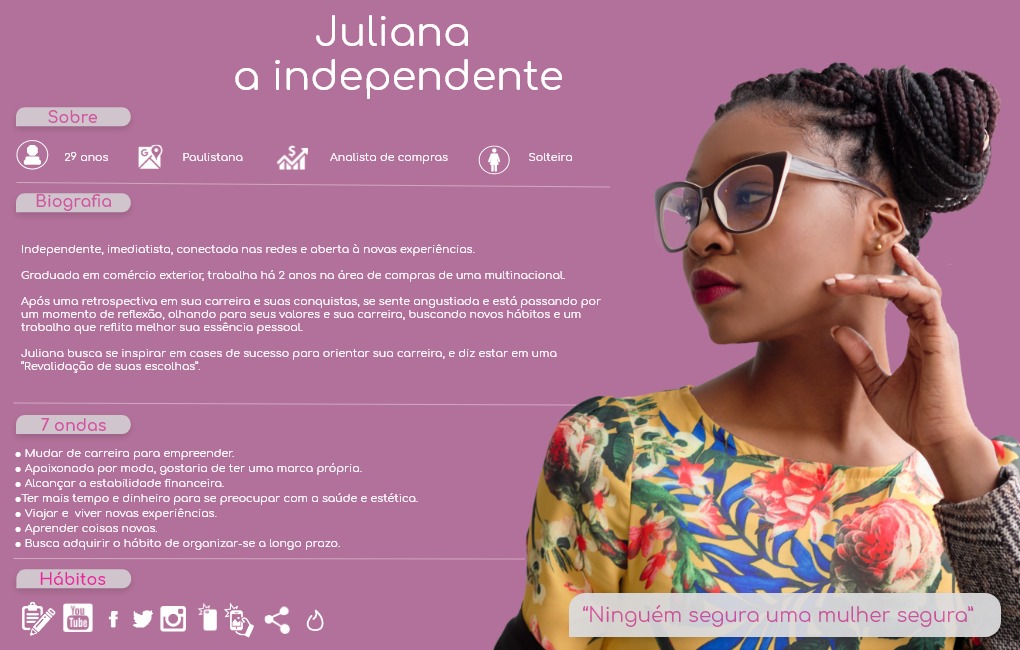 Juliana
a independente
Sobre
29 anos
Paulistana
Analista de compras
Solteira
Biografia
Independente, imediatista, conectada nas redes e aberta à novas experiências.
Graduada em comércio exterior, trabalha há 2 anos na área de compras de uma multinacional.
Após uma retrospectiva em sua carreira e suas conquistas, se sente angustiada e está passando por
um momento de reflexão, olhando para seus valores e sua carreira, buscando novos hábitos e um
trabalho que reflita melhor sua essência pessoal.
Juliana busca se inspirar em cases de sucesso para orientar sua carreira, e diz estar em uma
“Revalidação de suas escolhas”.
7 ondas
• Mudar de carreira para empreender.
• Apaixonada por moda, gostaria de ter uma marca própria.
• Alcançar a estabilidade financeira.
•Ter mais tempo e dinheiro para se preocupar com a saúde e estética.
• Viajar e  viver novas experiências.
• Aprender coisas novas.
• Busca adquirir o hábito de organizar-se a longo prazo.
Hábitos
You
Tube
“Ninguém segura uma mulher segura”